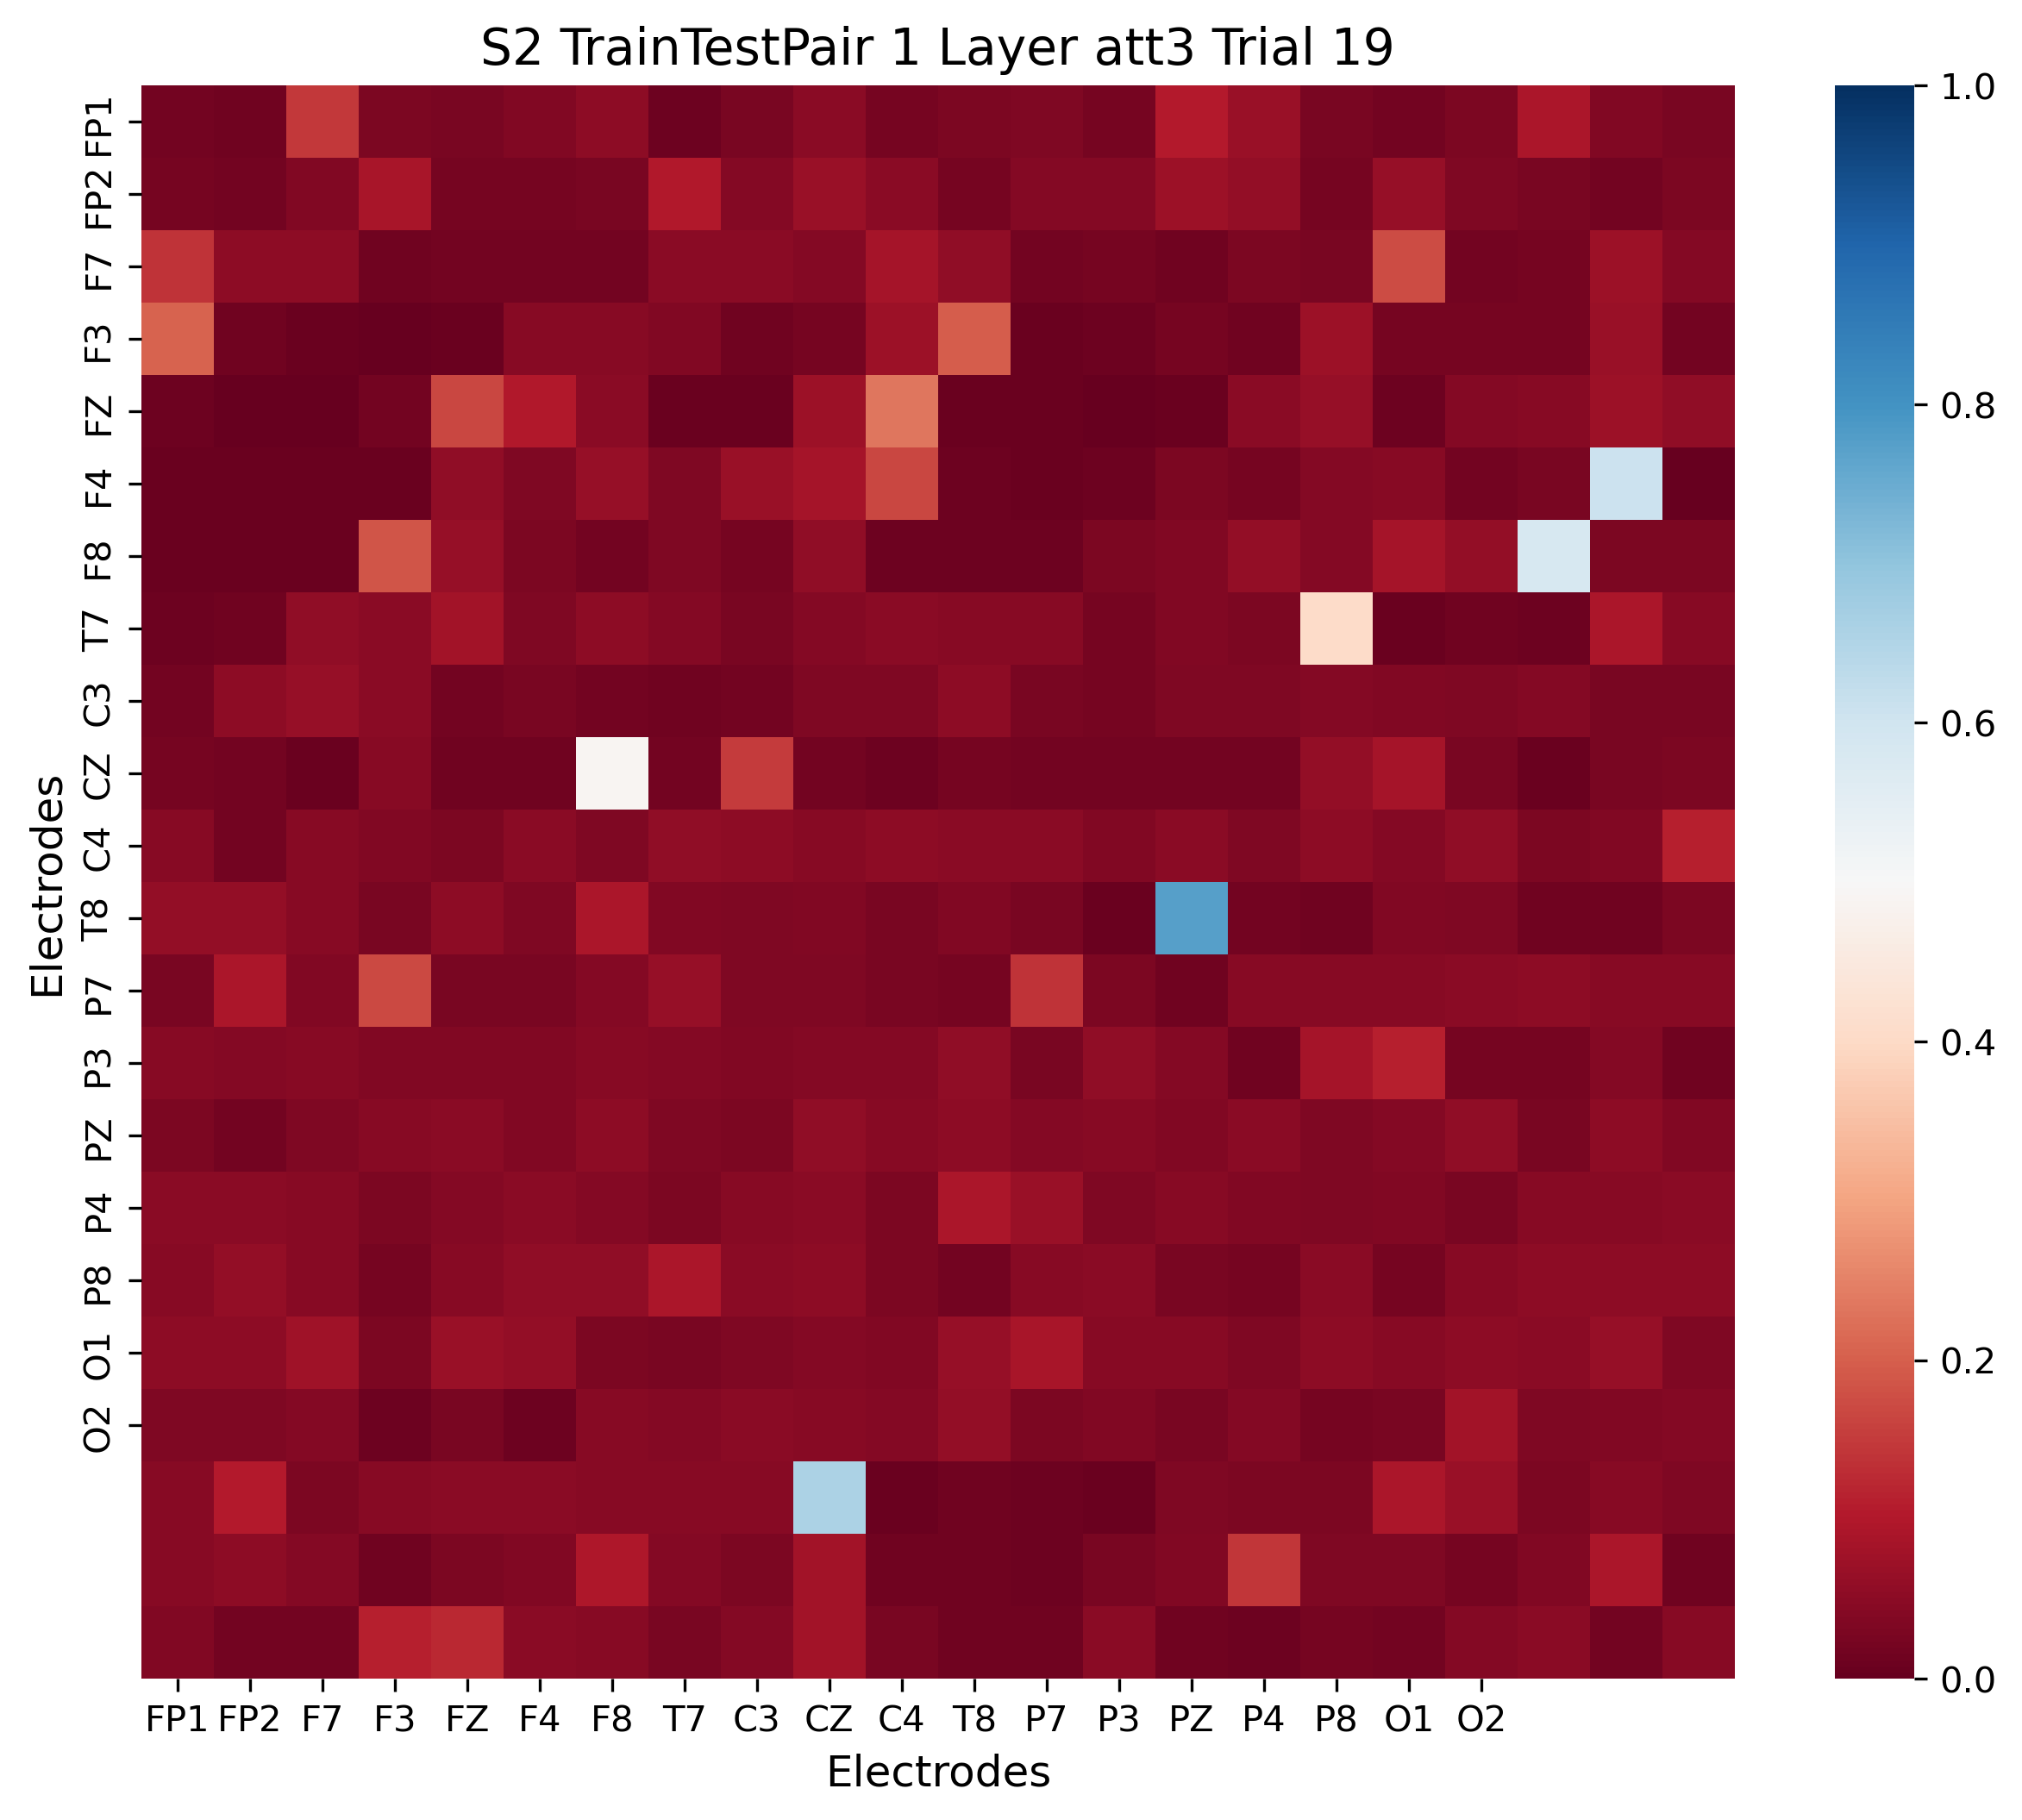 S2 TrainTestPair 1 Layer att3 Trial 19
Electrodes
FP1
FP2
F7
F3
FZ
F4
F8
T7
C3
CZ
C4
T8
P7
P3
PZ
P4
P8
O1
O2
FP1 FP2 F7 F3 FZ F4 F8 T7 C3 CZ C4 T8 P7 P3 PZ P4 P8 O1 O2
Electrodes
1.0
0.8
0.6
0.4
0.2
0.0